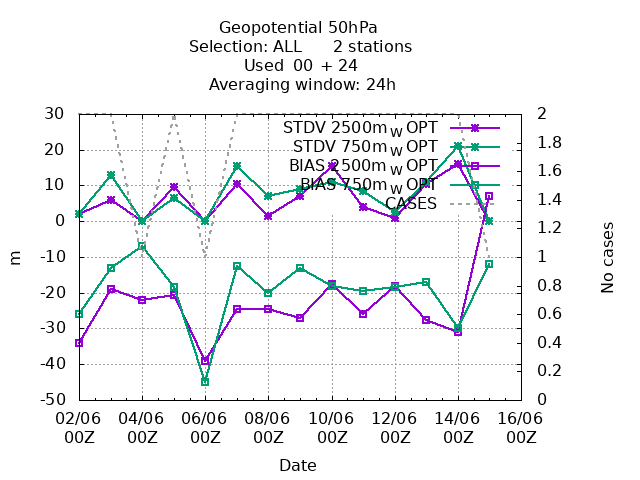 Geopotential 50hPa
Selection: ALL 2 stations
Used 00 + 24
Averaging window: 24h
STDV 2500m w OPT
STDV 750m w OPT
BIAS 2500m w OPT
BIAS 750m w OPT
CASES
30
20
10
0
-10
-20
-30
-40
-50
m
2
1.8
1.6
1.4
1.2
1
0.8
0.6
0.4
0.2
0
No cases
02/06 04/06 06/06 08/06 10/06 12/06 14/06 16/06
00Z 00Z 00Z 00Z 00Z 00Z 00Z 00Z
Date